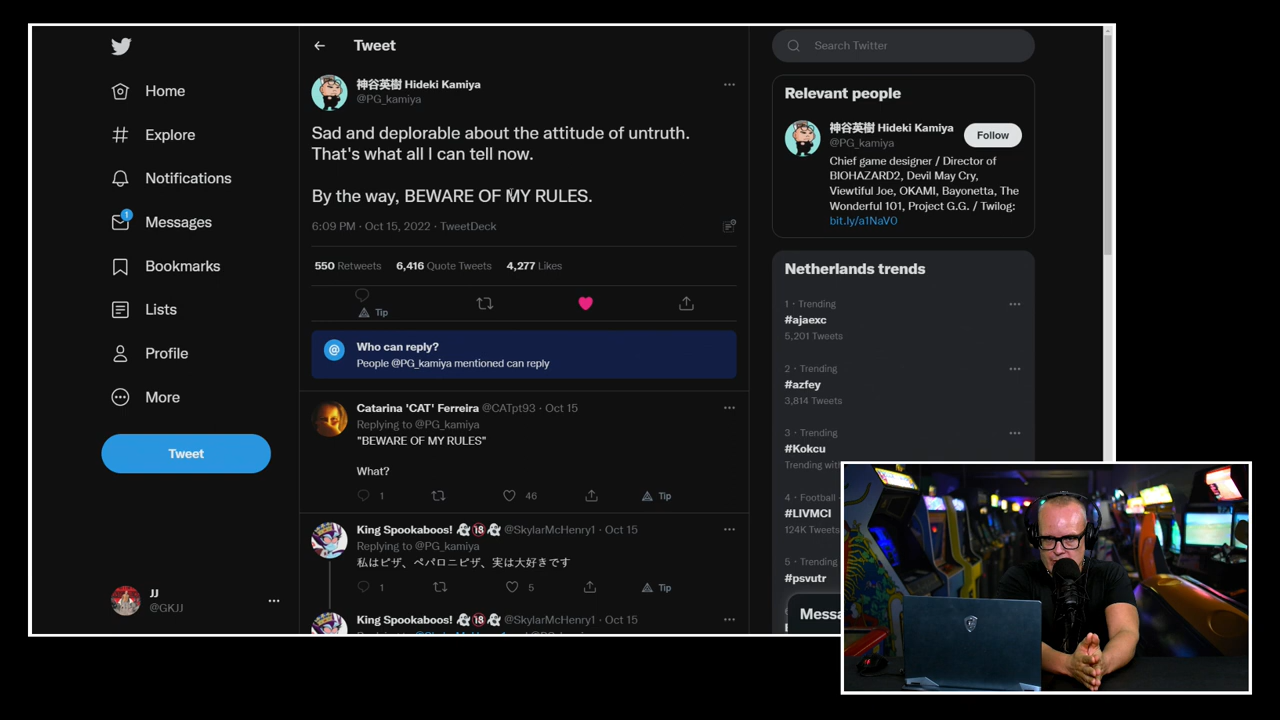 Home
Explore
Notifications
1
Messages
Bookmarks
Lists
Profile
More
Tweet
JJ
@GKJJ
Tweet
神谷英樹 Hideki Kamiya
@PG_kamiya
Sad and deplorable about the attitude of untruth.
That's what all I can tell now.
By the way, BEWARE OF MY RULES.
6:09 PM · Oct 15, 2022 · TweetDeck
550 Retweets 6,416 Quote Tweets 4,277 Likes
Tip
Who can reply?
People @PG_kamiya mentioned can reply
Catarina 'CAT' Ferreira @CATpt93 · Oct 15
Replying to @PG_kamiya
"BEWARE OF MY RULES"
What?
1 46 Tip
King Spookaboos! 👻🔞👻 @SkylarMcHenry1 · Oct 15
Replying to @PG_kamiya
私はピザ、ペパロニピザ、実は大好きです
1 5 Tip
King Spookaboos! 👻🔞👻 @SkylarMcHenry1 · Oct 15
Search Twitter
Relevant people
神谷英樹 Hideki Kamiya
@PG_kamiya
Follow
Chief game designer / Director of
BIOHAZARD2, Devil May Cry,
Viewtiful Joe, OKAMI, Bayonetta, The
Wonderful 101, Project G.G. / Twilog:
bit.ly/a1NaVO
Netherlands trends
1 · Trending
#ajaexc
5,201 Tweets
2 · Trending
#azfey
3,814 Tweets
3 · Trending
#Kokcu
Trending wit
4 · Football
#LIVMCI
124K Tweets
5 · Trending
#psvutr
Messa